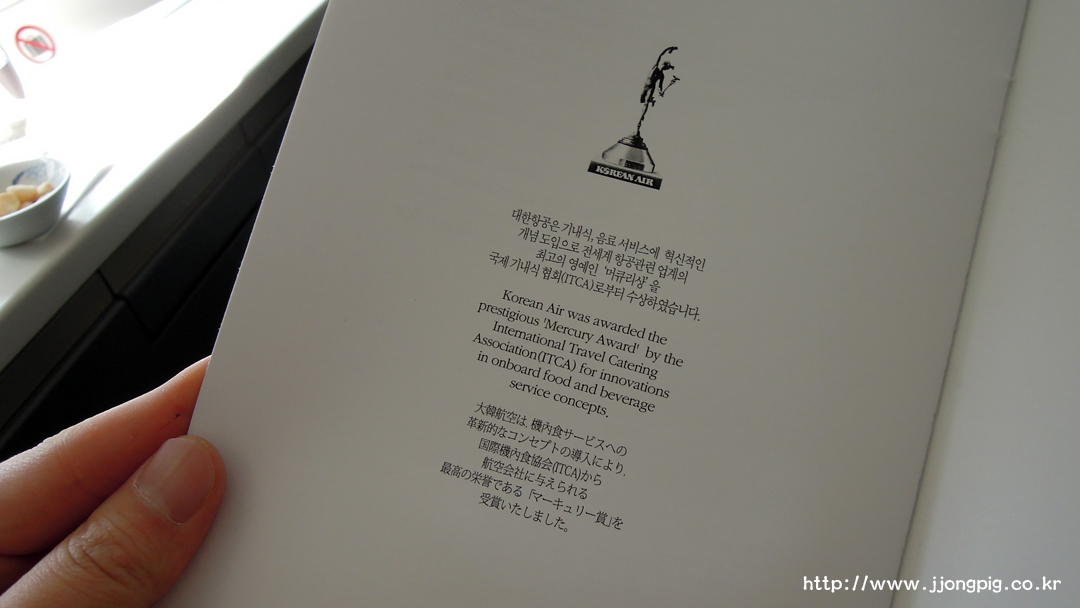 KOREAN AIR
대한항공은 기내식, 음료 서비스에 혁신적인
개념 도입으로 전세계 항공관련 업계의
최고의 영예인 '머큐리상'을
국제 기내식 협회(ITCA)로부터 수상하였습니다.
Korean Air was awarded the
prestigious 'Mercury Award' by the
International Travel Catering
Association(ITCA) for innovations
in onboard food and beverage
service concepts.
大韓航空は, 機内食サービスへの
革新的なコンセプトの導入により,
国際機内食協会(ITCA)から
航空会社に与えられる
最高の栄誉である「マーキュリー賞」を
受賞いたしました。
http://www.jjongpig.co.kr